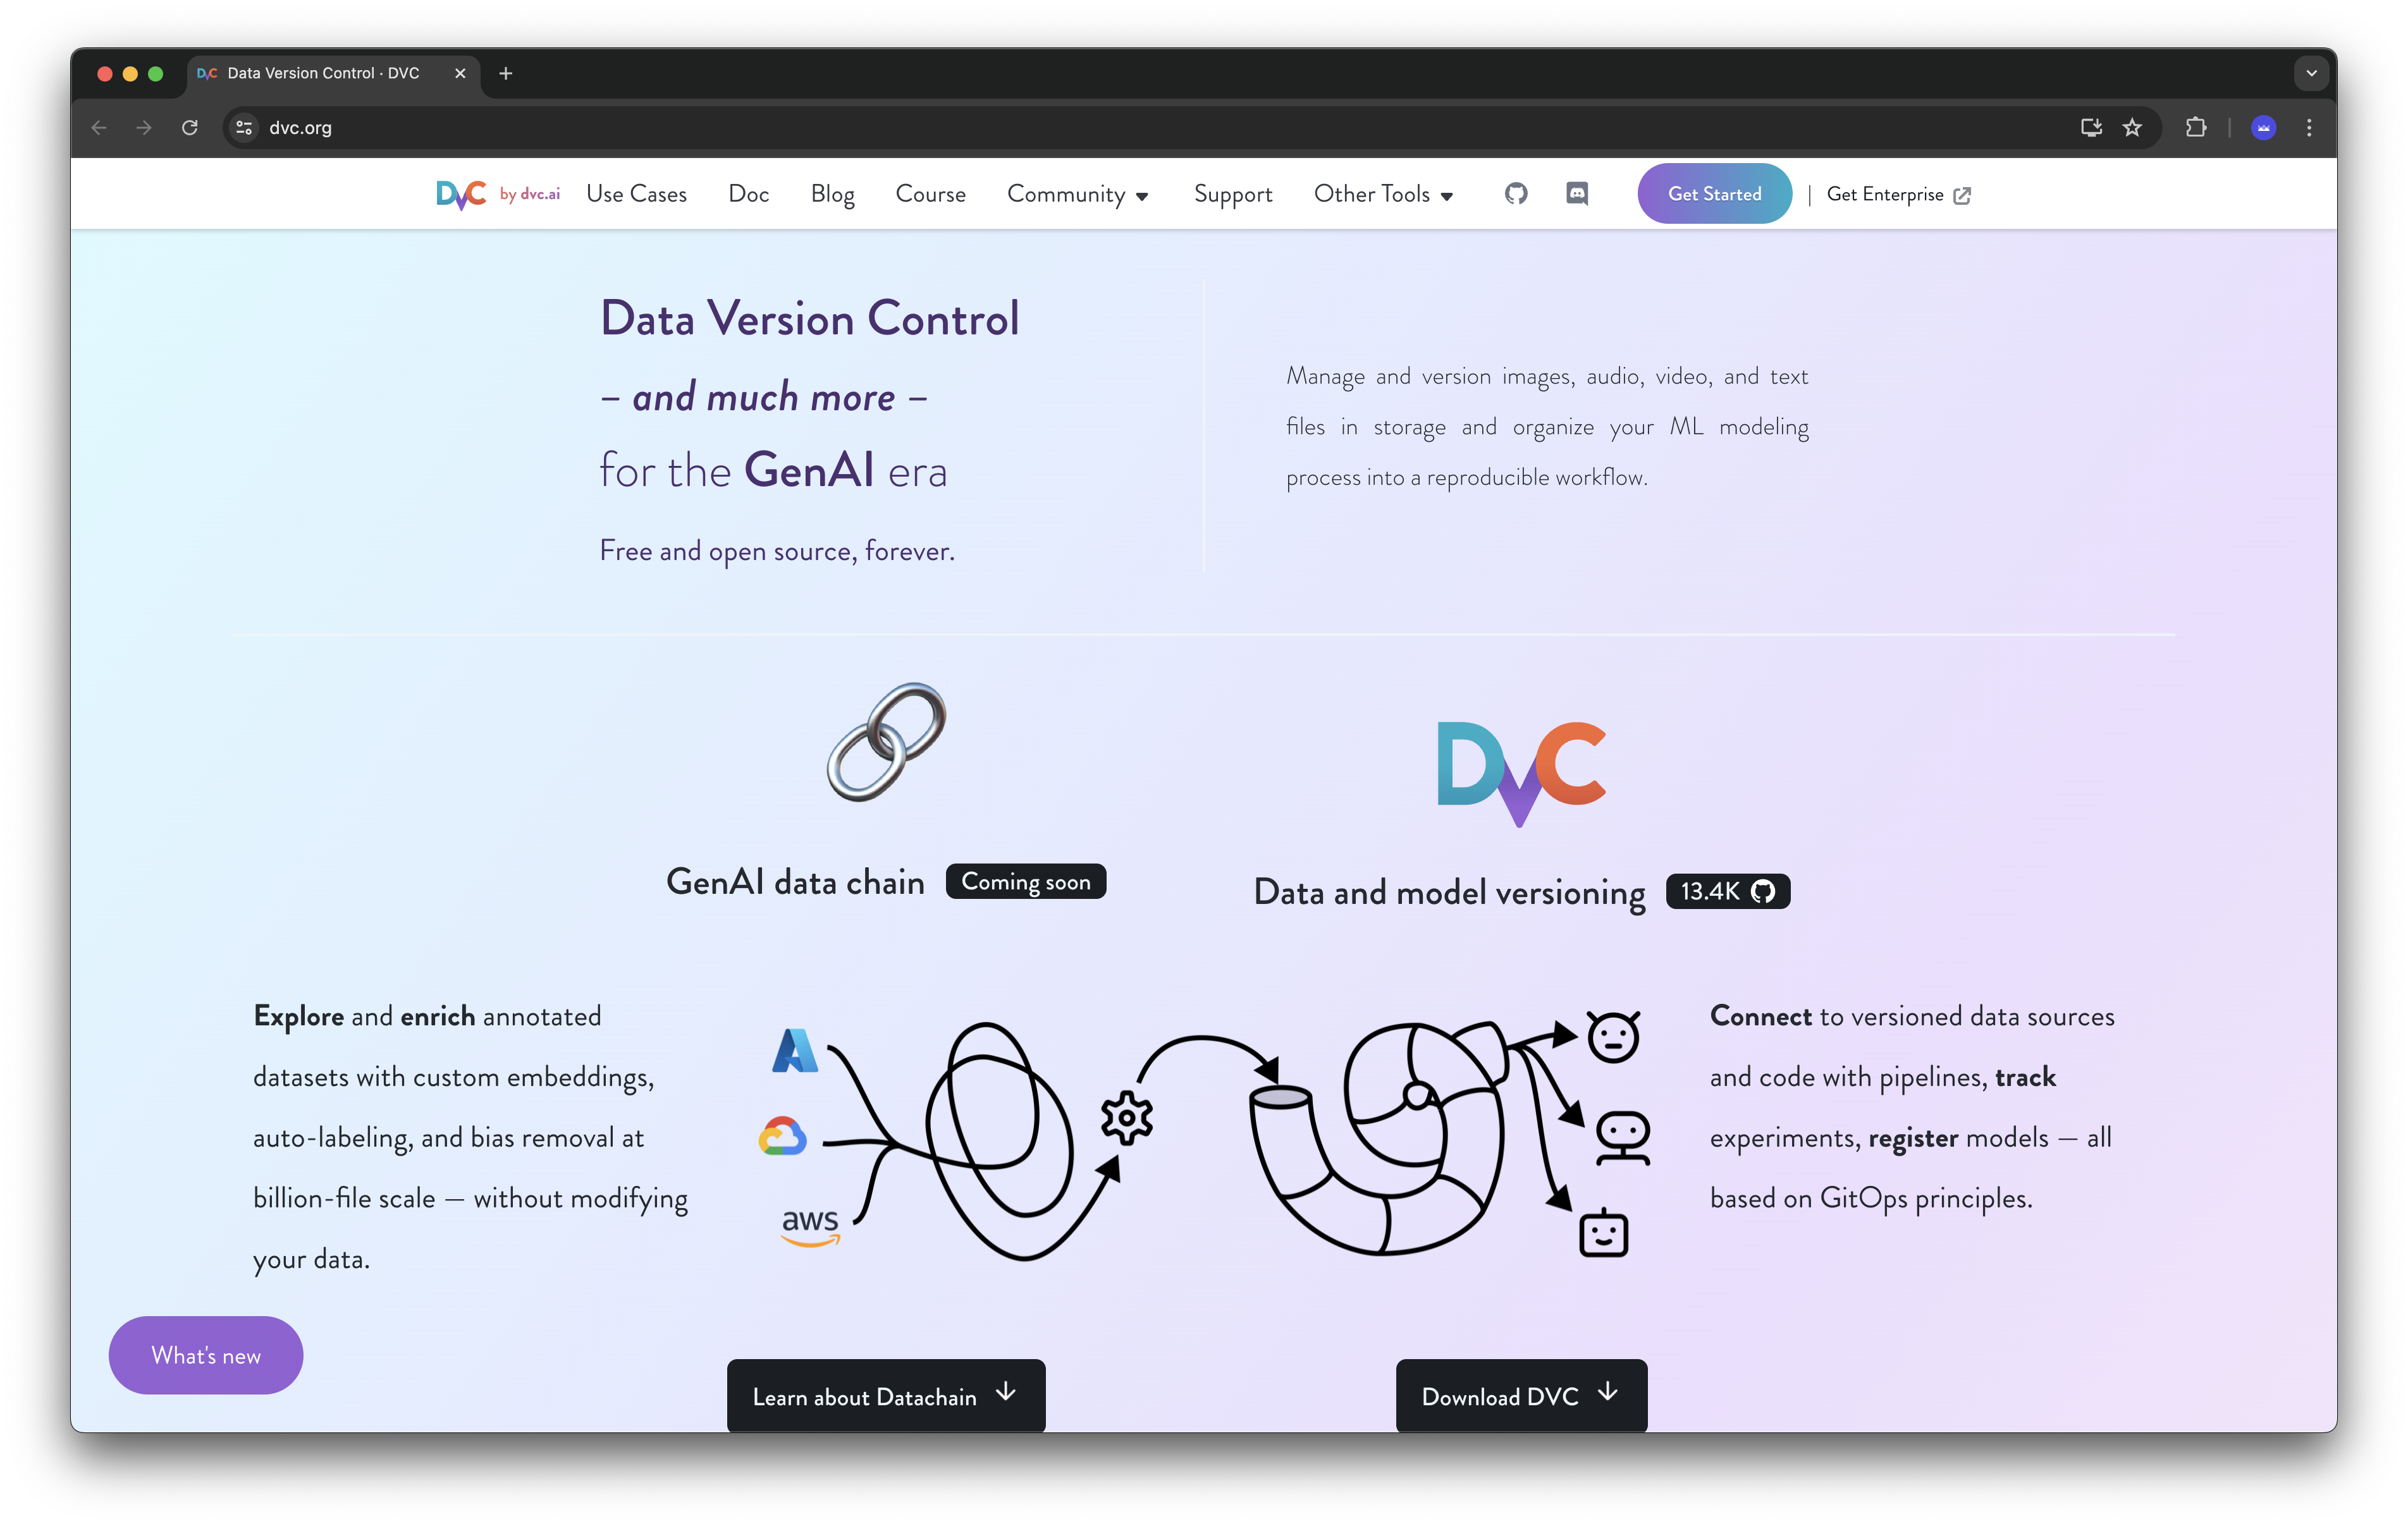 Data Version Control · DVC
dvc.org
DVC by dvc.ai Use Cases Doc Blog Course Community Support Other Tools Get Started | Get Enterprise
Data Version Control
– and much more –
for the GenAI era
Free and open source, forever.
Manage and version images, audio, video, and text
files in storage and organize your ML modeling
process into a reproducible workflow.
GenAI data chain Coming soon
DVC
Data and model versioning 13.4K
Explore and enrich annotated
datasets with custom embeddings,
auto-labeling, and bias removal at
billion-file scale — without modifying
your data.
aws
Connect to versioned data sources
and code with pipelines, track
experiments, register models — all
based on GitOps principles.
What's new
Learn about Datachain
Download DVC